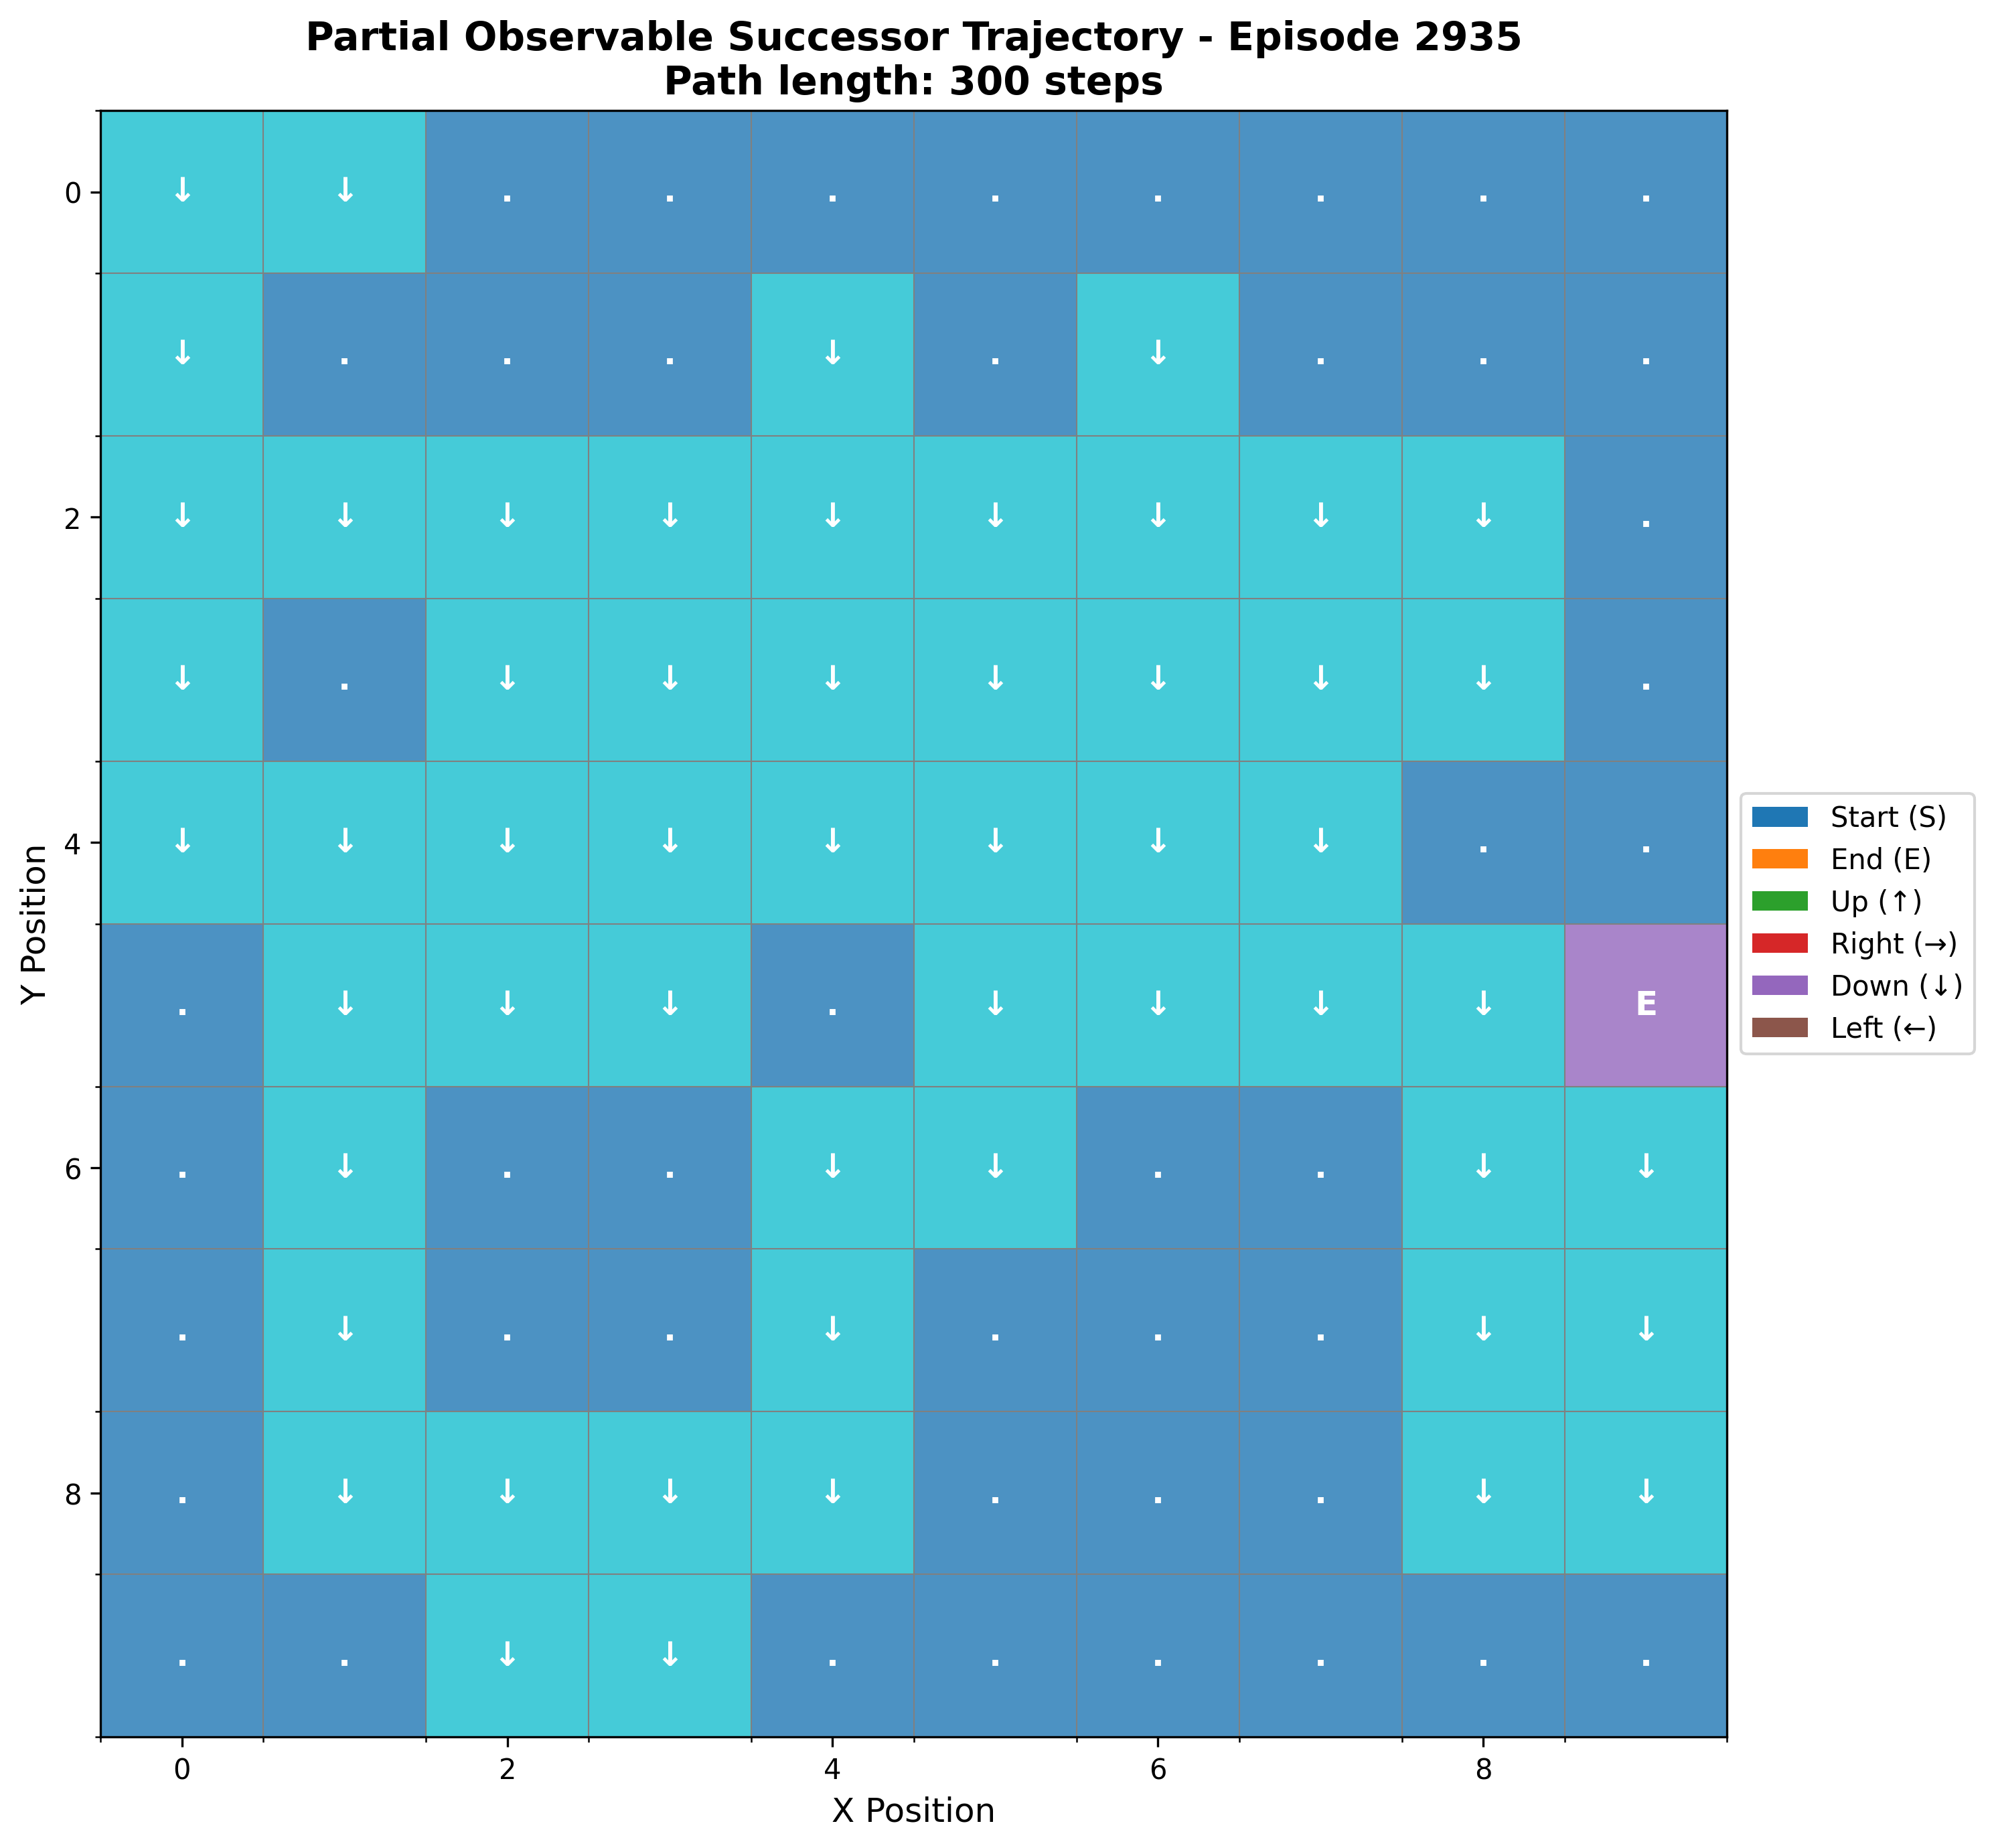 Partial Observable Successor Trajectory - Episode 2935
Path length: 300 steps
0 ↓ ↓ . . . . . . . .
↓ . . . ↓ . ↓ . . .
2 ↓ ↓ ↓ ↓ ↓ ↓ ↓ ↓ ↓ .
↓ . ↓ ↓ ↓ ↓ ↓ ↓ ↓ .
4 ↓ ↓ ↓ ↓ ↓ ↓ ↓ ↓ . .
. ↓ ↓ ↓ . ↓ ↓ ↓ ↓ E
6 . ↓ . . ↓ ↓ . . ↓ ↓
. ↓ . . ↓ . . . ↓ ↓
8 . ↓ ↓ ↓ ↓ . . . ↓ ↓
. . ↓ ↓ . . . . . .
0 2 4 6 8
X Position
Y Position
Start (S)
End (E)
Up (↑)
Right (→)
Down (↓)
Left (←)